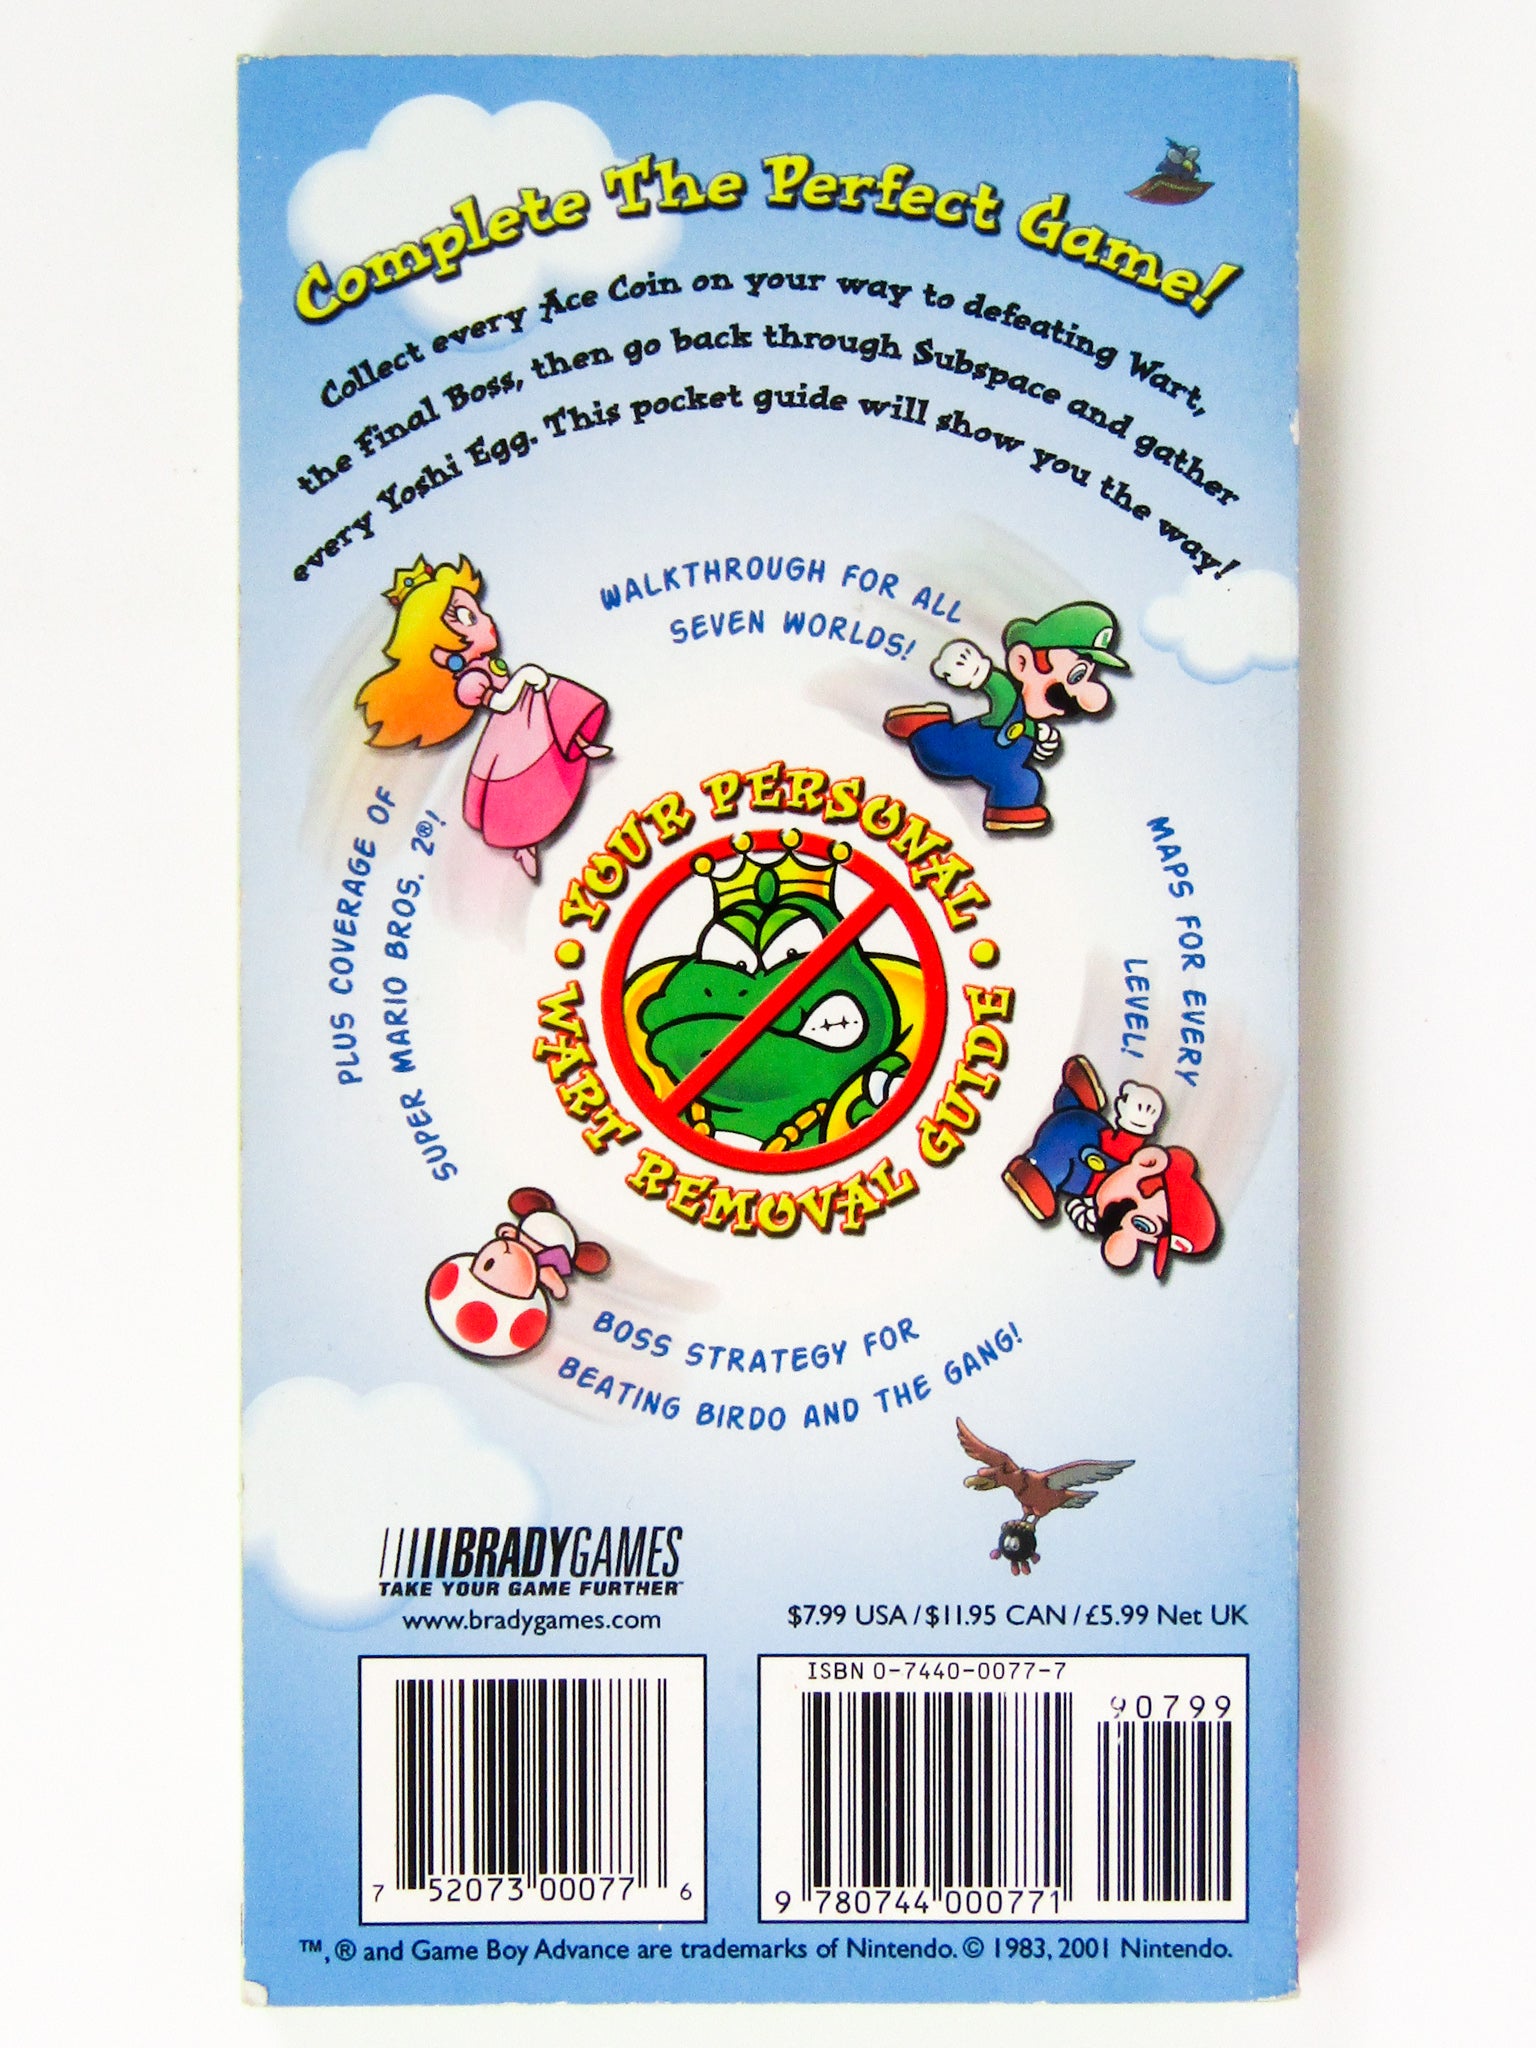 Complete The Perfect Game!
Collect every Ace Coin on your way to defeating Wart,
the Final Boss, then go back through Subspace and gather
every Yoshi Egg. This pocket guide will show you the way!
WALKTHROUGH FOR ALL
SEVEN WORLDS!
MAPS FOR EVERY
LEVEL!
PLUS COVERAGE OF
SUPER MARIO BROS. 2®!
• YOUR PERSONAL •
WART REMOVAL GUIDE
BOSS STRATEGY FOR
BEATING BIRDO AND THE GANG!
BRADYGAMES
TAKE YOUR GAME FURTHER™
www.bradygames.com
$7.99 USA / $11.95 CAN / £5.99 Net UK
ISBN 0-7440-0077-7
90799
7 52073 00077 6
9 780744 000771
™, ® and Game Boy Advance are trademarks of Nintendo. © 1983, 2001 Nintendo.